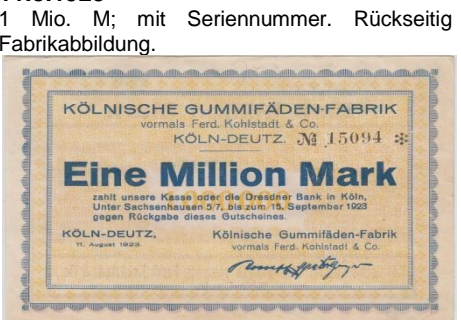 1 Mio. M; mit Seriennummer. Rückseitig
Fabrikabbildung.
KÖLNISCHE GUMMIFÄDEN-FABRIK
vormals Ferd. Kohlstadt & Co.
KÖLN-DEUTZ. № 15094 ✻
Eine Million Mark
zahlt unsere Kasse oder die Dresdner Bank in Köln,
Unter Sachsenhausen 5/7, bis zum 15. September 1923
gegen Rückgabe dieses Gutscheines.
KÖLN-DEUTZ,
11. August 1923.
Kölnische Gummifäden-Fabrik
vormals Ferd. Kohlstadt & Co.